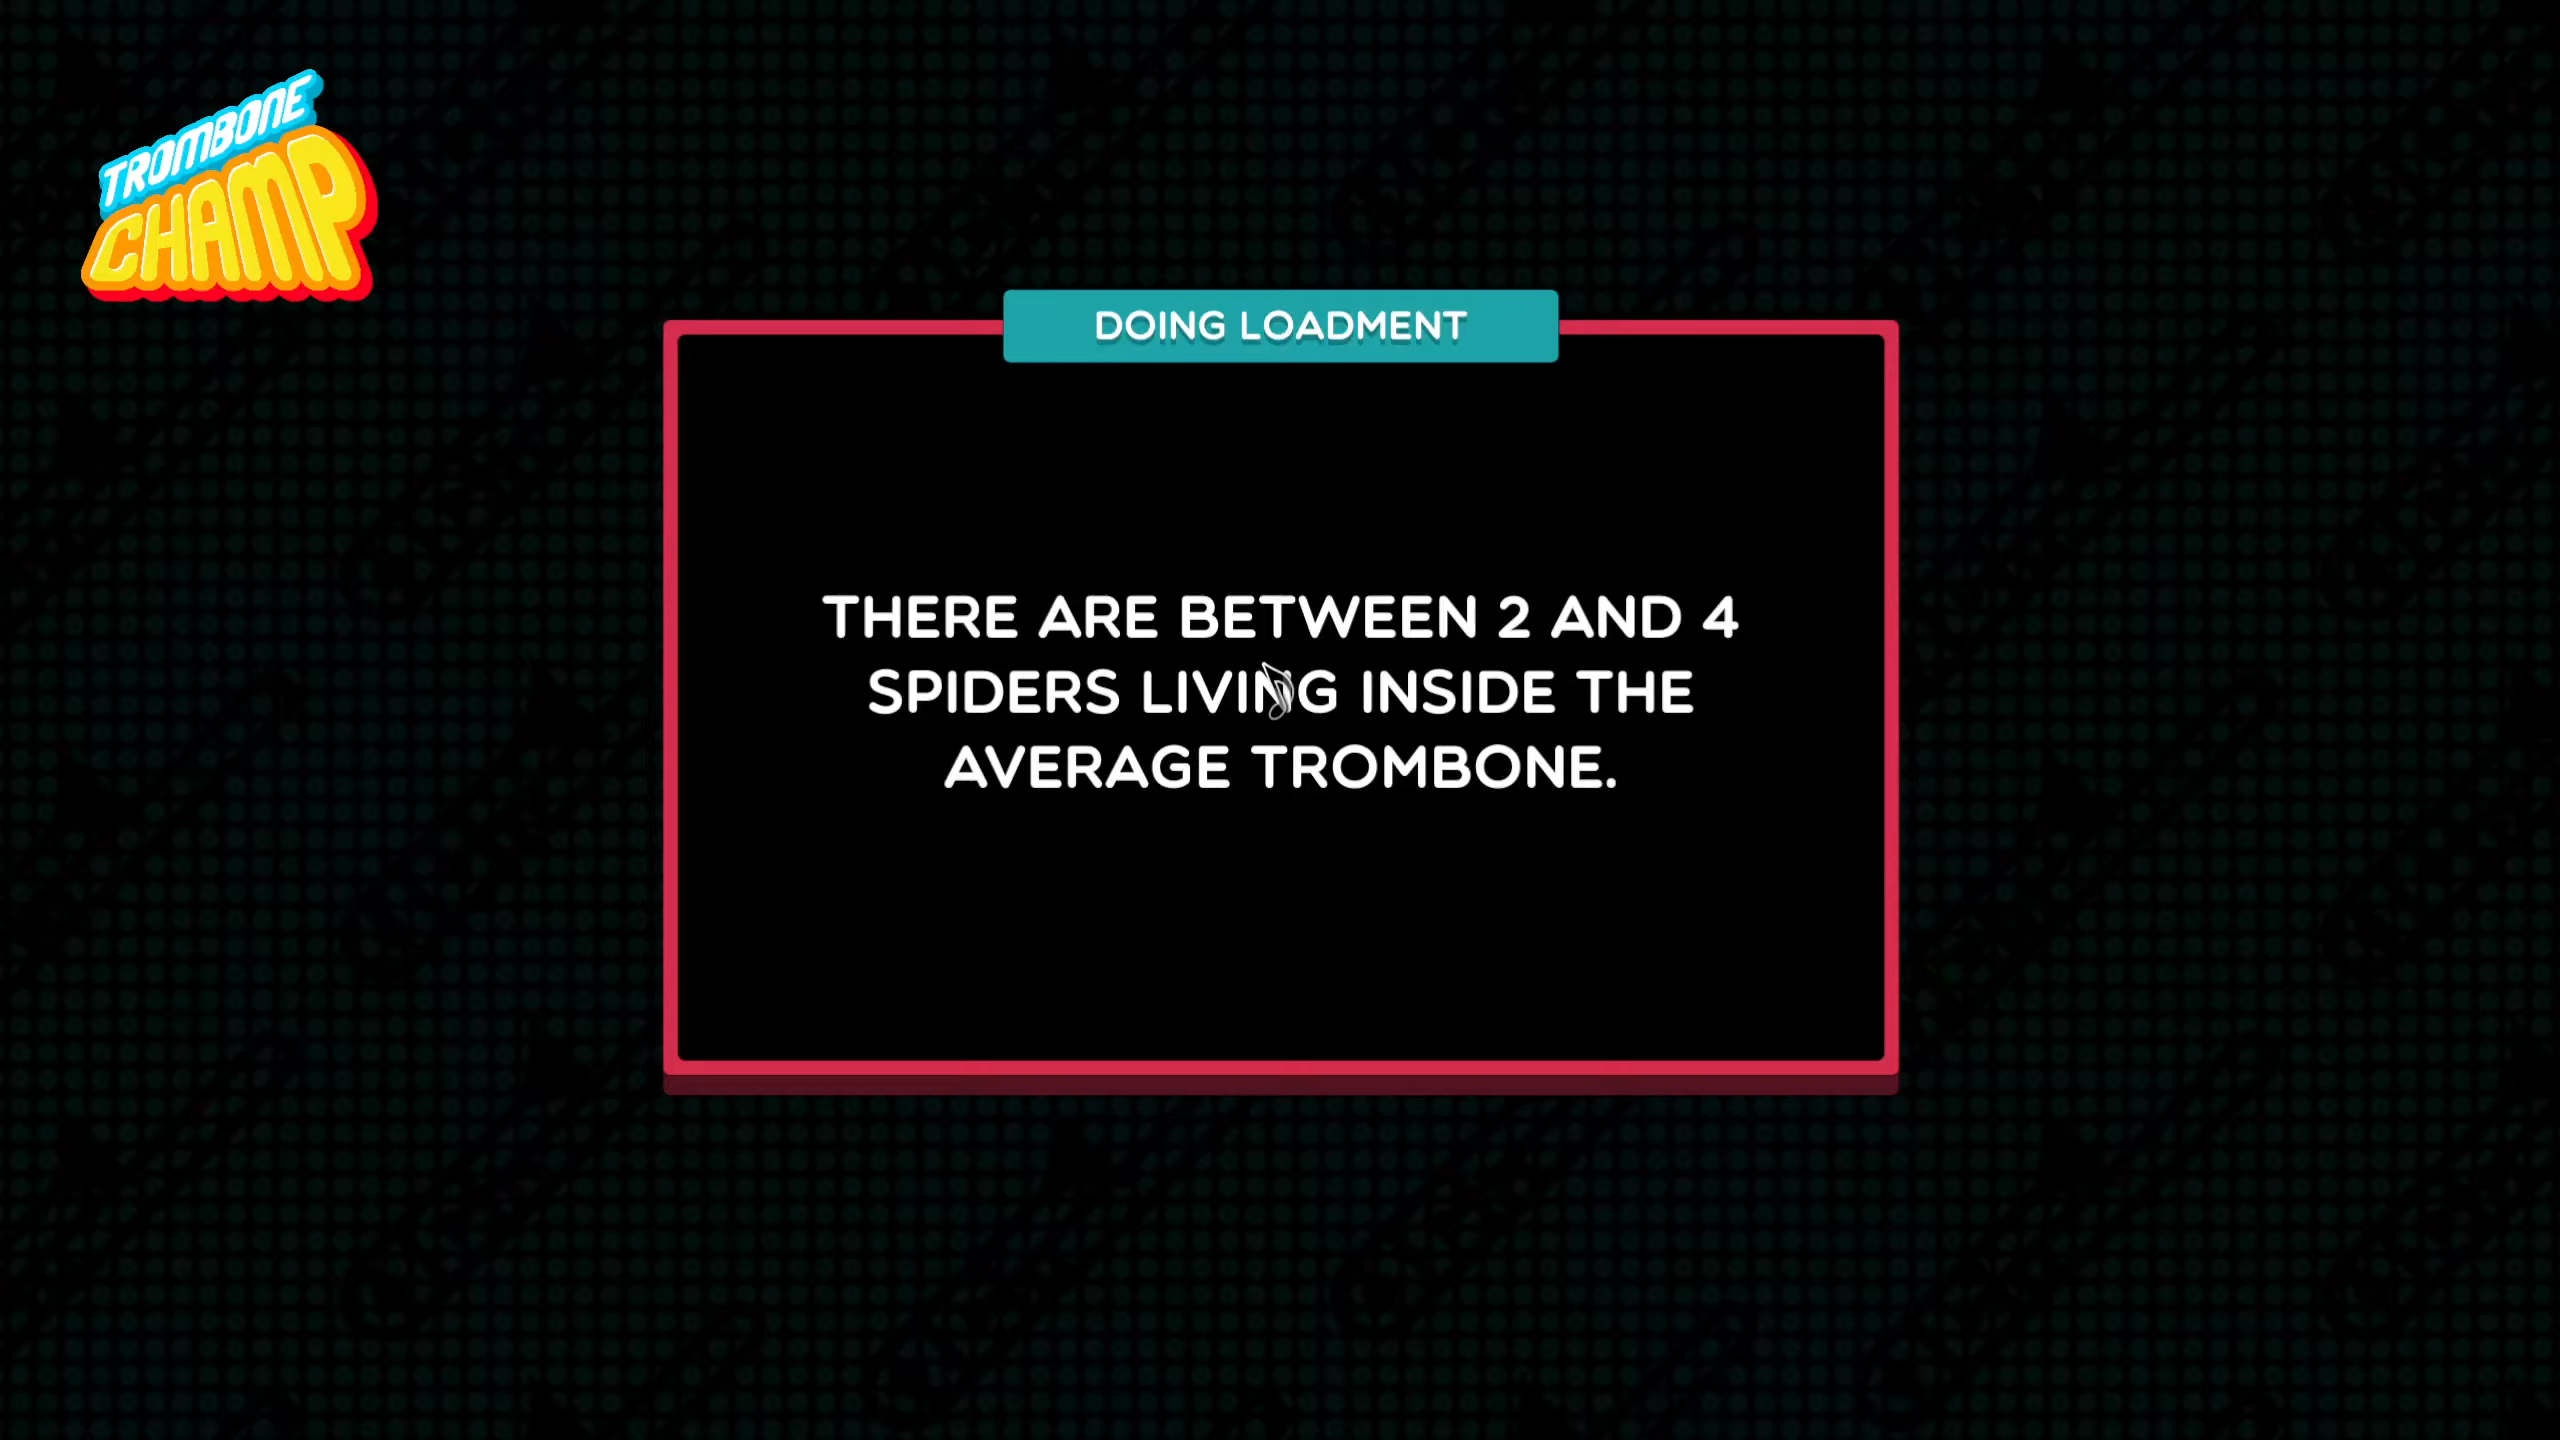 TROMBONE
CHAMP
DOING LOADMENT
THERE ARE BETWEEN 2 AND 4
SPIDERS LIVING INSIDE THE
AVERAGE TROMBONE.